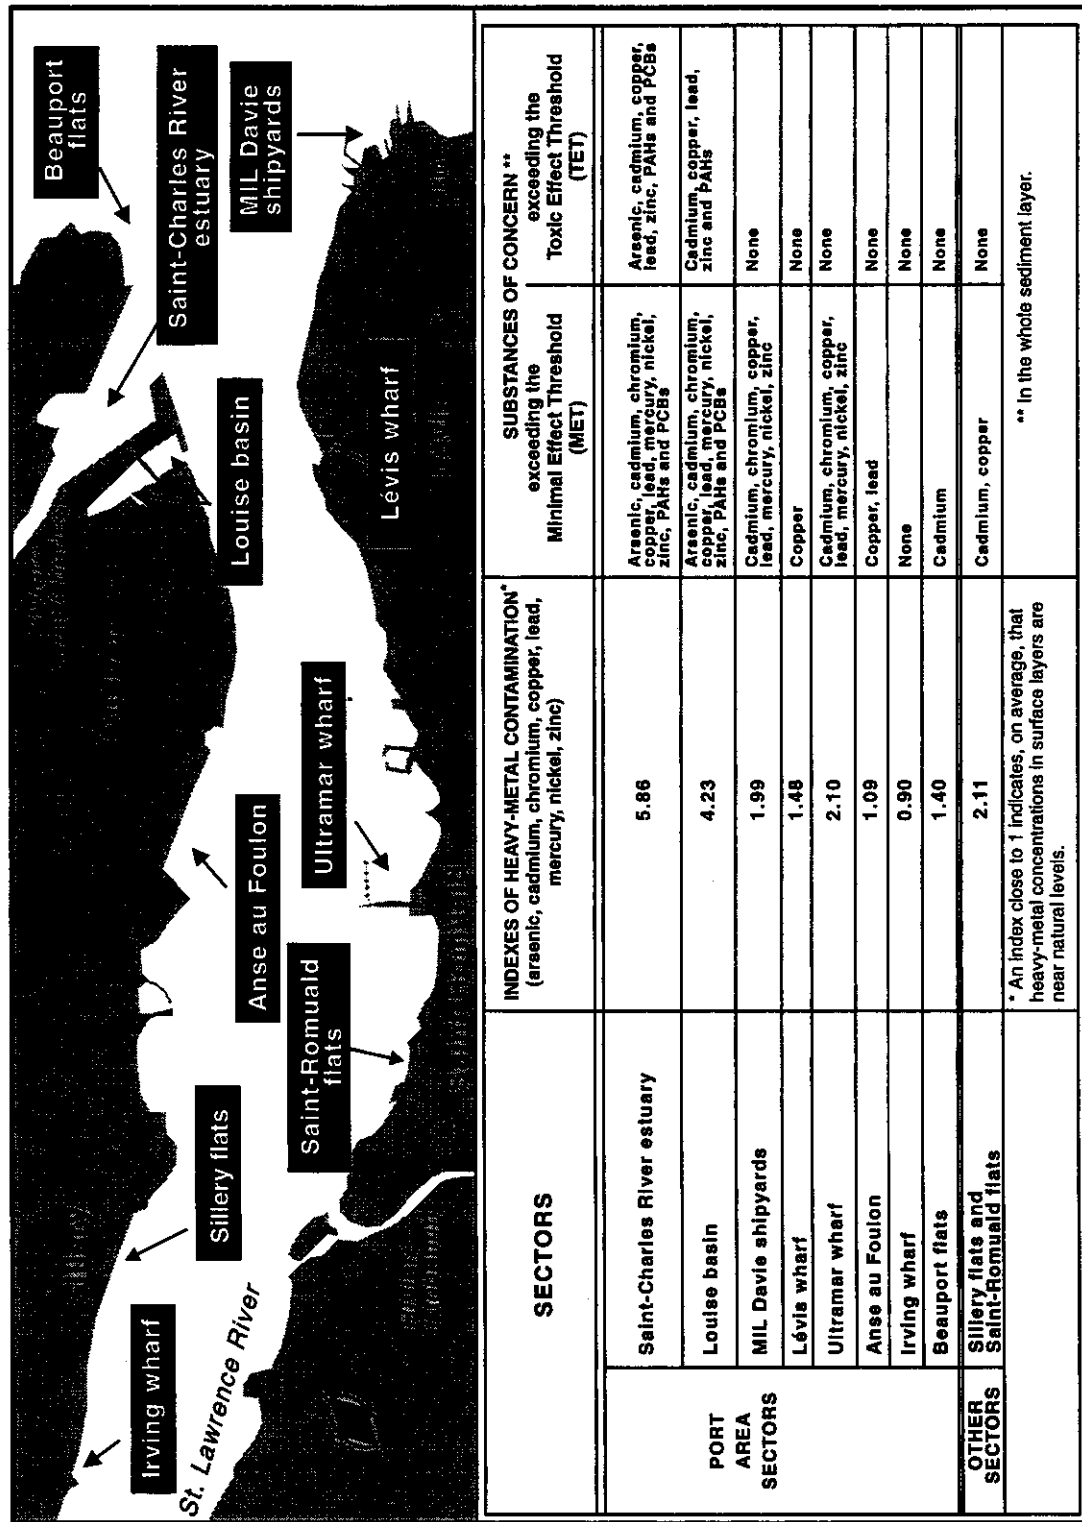 Irving wharf
Sillery flats
St. Lawrence River
Saint-Romuald
flats
Anse au Foulon
Ultramar wharf
Louise basin
Lévis wharf
Saint-Charles River
estuary
Beauport
flats
MIL Davie
shipyards
SECTORS
INDEXES OF HEAVY-METAL CONTAMINATION*
(arsenic, cadmium, chromium, copper, lead,
mercury, nickel, zinc)
SUBSTANCES OF CONCERN **
exceeding the
Minimal Effect Threshold
(MET)
exceeding the
Toxic Effect Threshold
(TET)
PORT
AREA
SECTORS
Saint-Charles River estuary
5.86
Arsenic, cadmium, chromium,
copper, lead, mercury, nickel,
zinc, PAHs and PCBs
Arsenic, cadmium, copper,
lead, zinc, PAHs and PCBs
Louise basin
4.23
Arsenic, cadmium, chromium,
copper, lead, mercury, nickel,
zinc, PAHs and PCBs
Cadmium, copper, lead,
zinc and PAHs
MIL Davie shipyards
1.99
Cadmium, chromium, copper,
lead, mercury, nickel, zinc
None
Lévis wharf
1.48
Copper
None
Ultramar wharf
2.10
Cadmium, chromium, copper,
lead, mercury, nickel, zinc
None
Anse au Foulon
1.09
Copper, lead
None
Irving wharf
0.90
None
None
Beauport flats
1.40
Cadmium
None
OTHER
SECTORS
Sillery flats and
Saint-Romuald flats
2.11
Cadmium, copper
None
* An index close to 1 indicates, on average, that
heavy-metal concentrations in surface layers are
near natural levels.
** In the whole sediment layer.